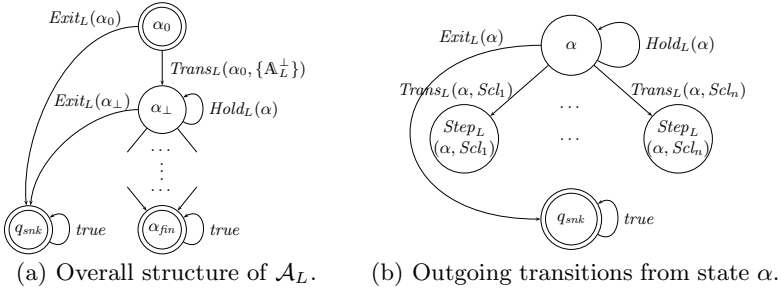 Exit_L(α_0)
α_0
Trans_L(α_0, {𝔸_L^⊥})
Exit_L(α_⊥)
α_⊥
Hold_L(α)
. . .
. . .
q_snk
true
α_fin
true
(a) Overall structure of 𝒜_L.
Exit_L(α)
α
Hold_L(α)
Trans_L(α, Scl_1)
. . .
Trans_L(α, Scl_n)
Step_L
(α, Scl_1)
. . .
Step_L
(α, Scl_n)
q_snk
true
(b) Outgoing transitions from state α.